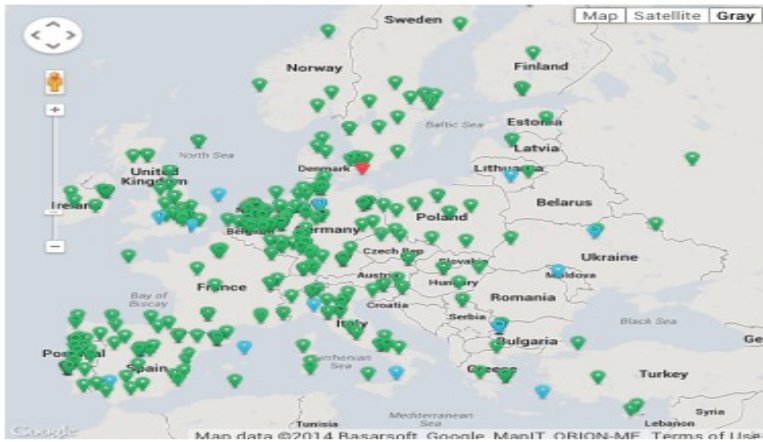 Sweden
Map Satellite Gray
Norway
Finland
Baltic Sea
Estonia
North Sea
Latvia
Denmark
Lithuania
United
Kingdom
Ireland
Belarus
Poland
Belgium
Germany
Ukraine
Czech Rep
Slovakia
Austria
Moldova
France
Hungary
Bay of
Biscay
Romania
Croatia
Serbia
Black Sea
Italy
Bulgaria
Ge
Portugal
Spain
Tyrrhenian
Sea
Greece
Turkey
Syria
Mediterranean
Sea
Tunisia
Lebanon
Google
Map data ©2014 Basarsoft, Google, MapIT, ORION-ME Terms of Use